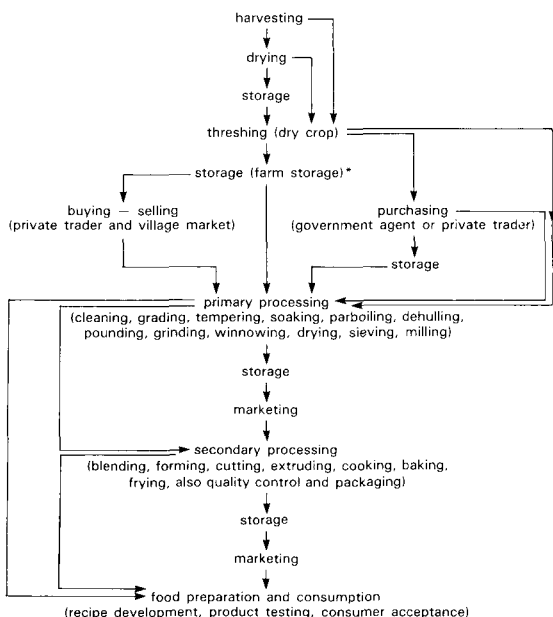 harvesting
drying
storage
threshing (dry crop)
storage (farm storage)*
buying — selling
(private trader and village market)
purchasing
(government agent or private trader)
storage
primary processing
(cleaning, grading, tempering, soaking, parboiling, dehulling,
pounding, grinding, winnowing, drying, sieving, milling)
storage
marketing
secondary processing
(blending, forming, cutting, extruding, cooking, baking,
frying, also quality control and packaging)
storage
marketing
food preparation and consumption
(recipe development, product testing, consumer acceptance)